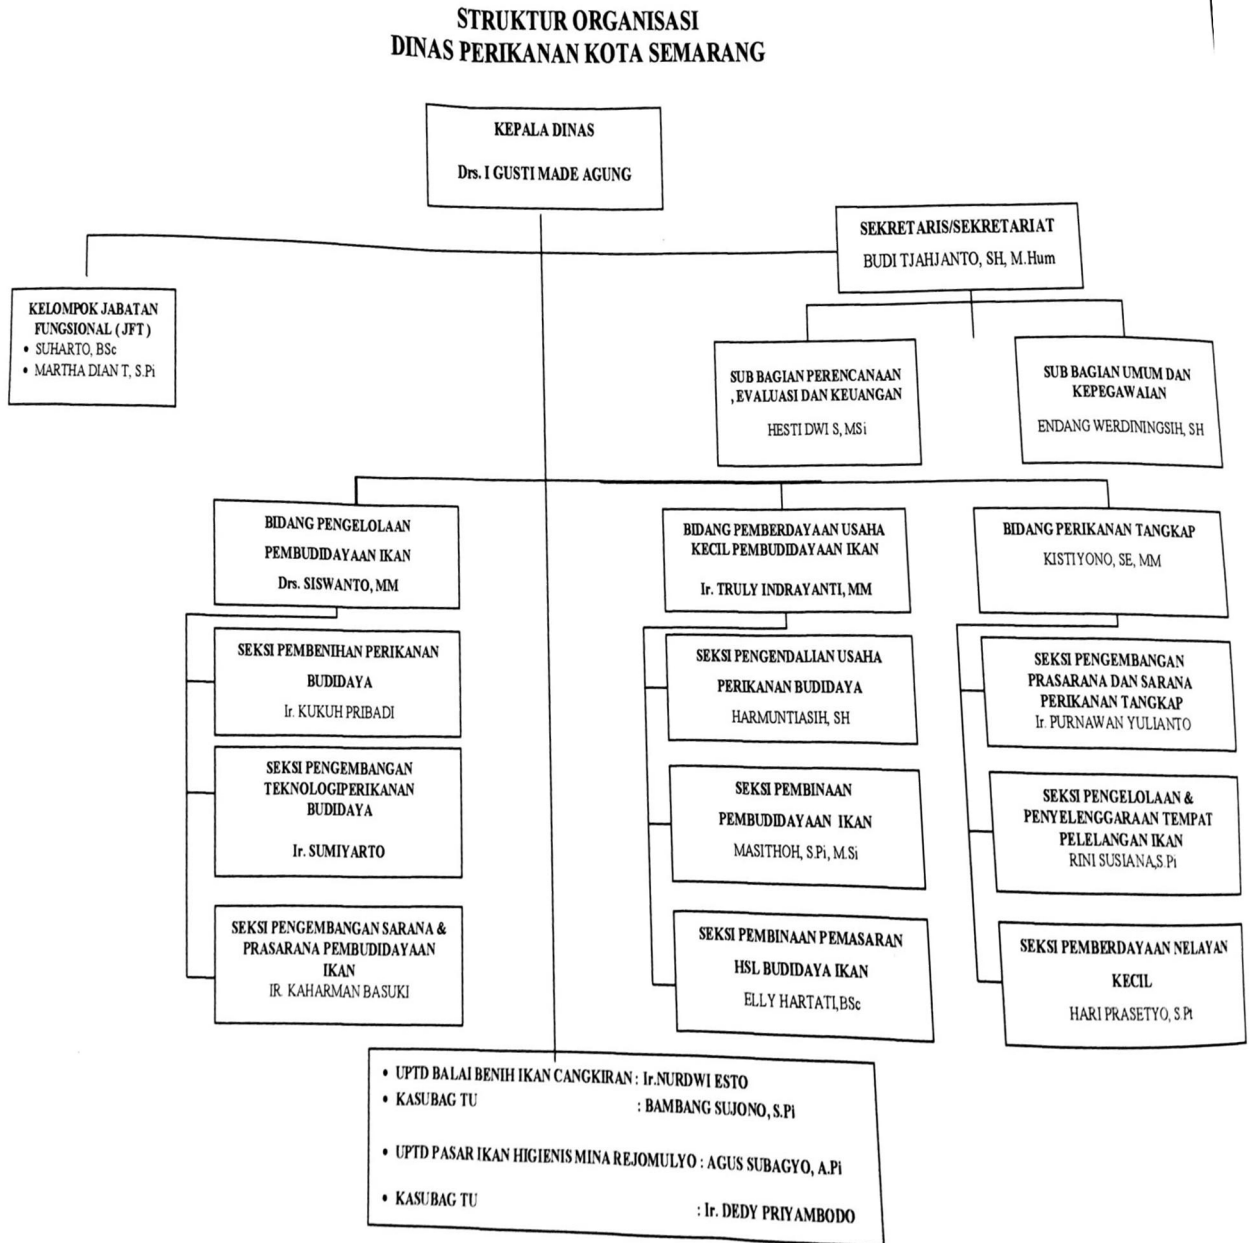 STRUKTUR ORGANISASI
DINAS PERIKANAN KOTA SEMARANG
KEPALA DINAS
Drs. I GUSTI MADE AGUNG
SEKRETARIS/SEKRETARIAT
BUDI TJAHJANTO, SH, M.Hum
KELOMPOK JABATAN
FUNGSIONAL ( JFT )
• SUHARTO, BSc
• MARTHA DIAN T, S.Pi
SUB BAGIAN PERENCANAAN
, EVALUASI DAN KEUANGAN
HESTI DWI S, MSi
SUB BAGIAN UMUM DAN
KEPEGAWAIAN
ENDANG WERDININGSIH, SH
BIDANG PENGELOLAAN
PEMBUDIDAYAAN IKAN
Drs. SISWANTO, MM
BIDANG PEMBERDAYAAN USAHA
KECIL PEMBUDIDAYAAN IKAN
Ir. TRULY INDRAYANTI, MM
BIDANG PERIKANAN TANGKAP
KISTIYONO, SE, MM
SEKSI PEMBENIHAN PERIKANAN
BUDIDAYA
Ir. KUKUH PRIBADI
SEKSI PENGEMBANGAN
TEKNOLOGIPERIKANAN
BUDIDAYA
Ir. SUMIYARTO
SEKSI PENGEMBANGAN SARANA &
PRASARANA PEMBUDIDAYAAN
IKAN
IR. KAHARMAN BASUKI
SEKSI PENGENDALIAN USAHA
PERIKANAN BUDIDAYA
HARMUNTIASIH, SH
SEKSI PEMBINAAN
PEMBUDIDAYAAN IKAN
MASITHOH, S.Pi, M.Si
SEKSI PEMBINAAN PEMASARAN
HSL BUDIDAYA IKAN
ELLY HARTATI,BSc
SEKSI PENGEMBANGAN
PRASARANA DAN SARANA
PERIKANAN TANGKAP
Ir. PURNAWAN YULIANTO
SEKSI PENGELOLAAN &
PENYELENGGARAAN TEMPAT
PELELANGAN IKAN
RINI SUSIANA,S.Pi
SEKSI PEMBERDAYAAN NELAYAN
KECIL
HARI PRASETYO, S.Pt
• UPTD BALAI BENIH IKAN CANGKIRAN : Ir.NURDWI ESTO
• KASUBAG TU : BAMBANG SUJONO, S.Pi
• UPTD PASAR IKAN HIGIENIS MINA REJOMULYO : AGUS SUBAGYO, A.Pi
• KASUBAG TU : Ir. DEDY PRIYAMBODO